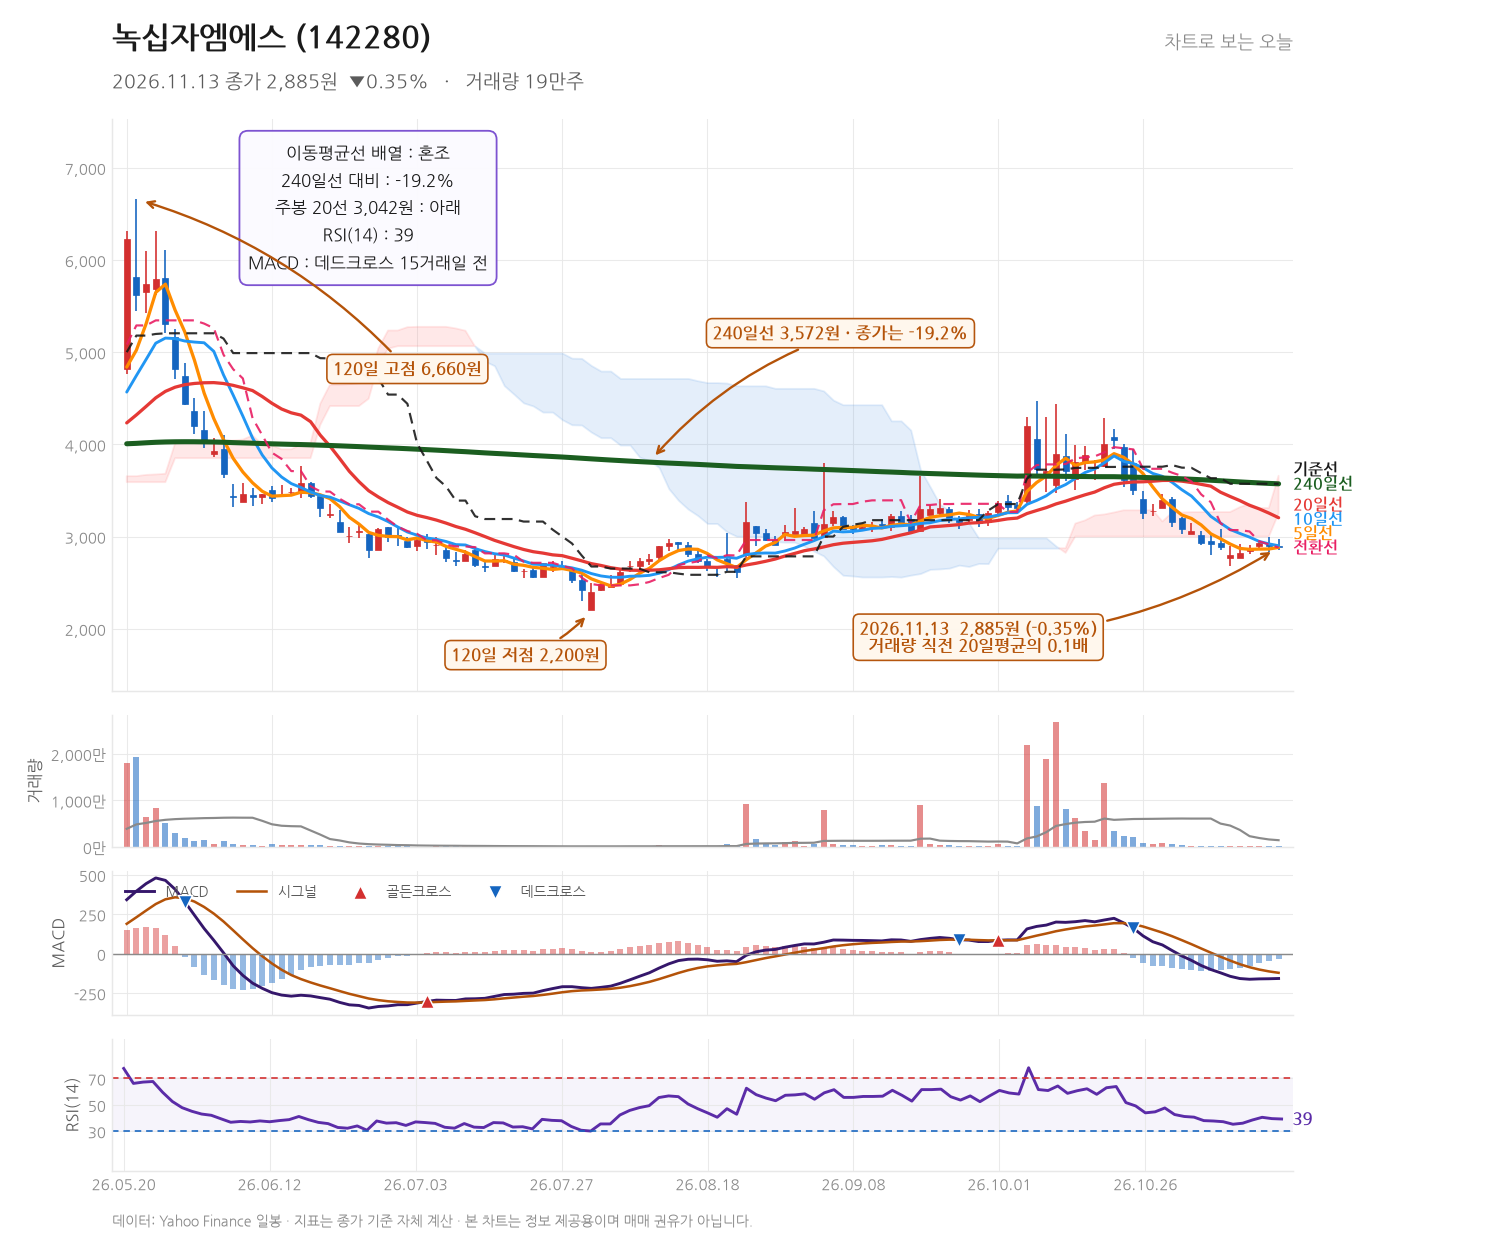 녹십자엠에스 (142280)
차트로 보는 오늘
2026.11.13 종가 2,885원 ▼0.35% · 거래량 19만주
이동평균선 배열 : 혼조
240일선 대비 : -19.2%
주봉 20선 3,042원 : 아래
RSI(14) : 39
MACD : 데드크로스 15거래일 전
7,000
6,000
5,000
4,000
3,000
2,000
240일선 3,572원 · 종가는 -19.2%
120일 고점 6,660원
120일 저점 2,200원
2026.11.13 2,885원 (-0.35%)
거래량 직전 20일평균의 0.1배
기준선
240일선
20일선
10일선
5일선
전환선
거래량
2,000만
1,000만
0만
MACD
500
250
0
-250
MACD 시그널 골든크로스 데드크로스
RSI(14)
70
50
30
39
26.05.20 26.06.12 26.07.03 26.07.27 26.08.18 26.09.08 26.10.01 26.10.26
데이터: Yahoo Finance 일봉 · 지표는 종가 기준 자체 계산 · 본 차트는 정보 제공용이며 매매 권유가 아닙니다.